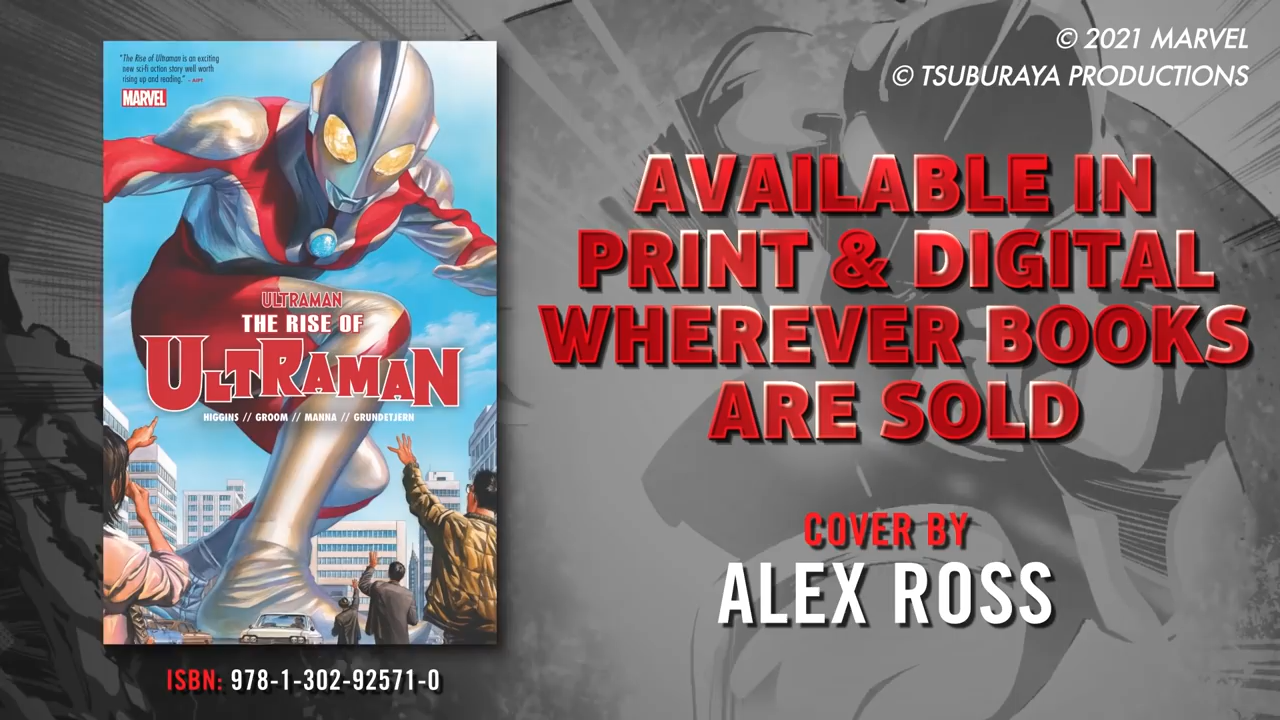 "The Rise of Ultraman is an exciting
new sci-fi action story well worth
rising up and reading." – AIPT
MARVEL
ULTRAMAN
THE RISE OF
ULTRAMAN
HIGGINS // GROOM // MANNA // GRUNDETJERN
ISBN: 978-1-302-92571-0
© 2021 MARVEL
© TSUBURAYA PRODUCTIONS
AVAILABLE IN
PRINT & DIGITAL
WHEREVER BOOKS
ARE SOLD
COVER BY
ALEX ROSS